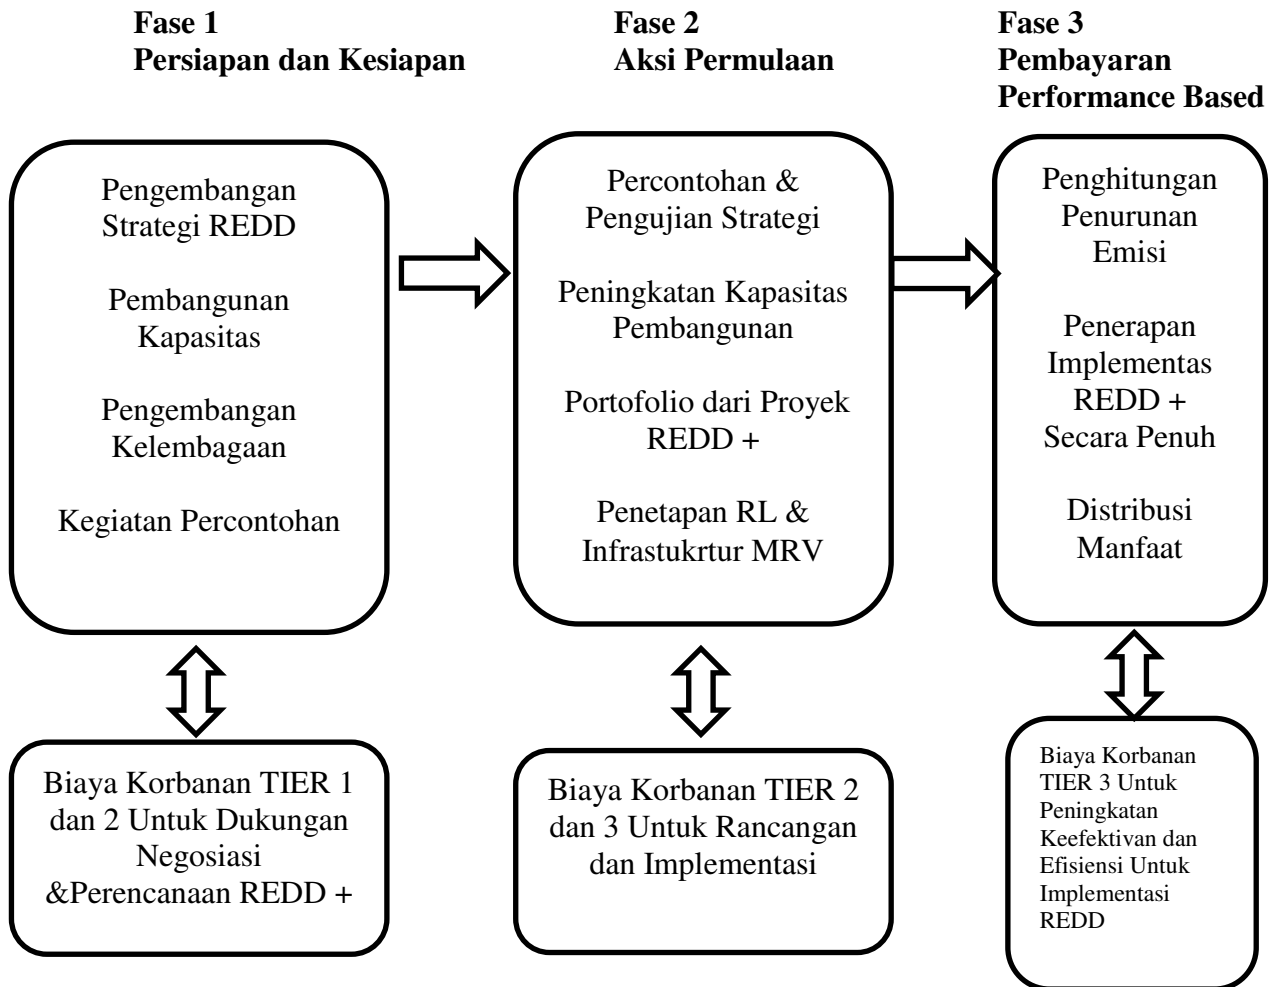 Fase 1
Persiapan dan Kesiapan
Fase 2
Aksi Permulaan
Fase 3
Pembayaran
Performance Based
Pengembangan
Strategi REDD
Pembangunan
Kapasitas
Pengembangan
Kelembagaan
Kegiatan Percontohan
Percontohan &
Pengujian Strategi
Peningkatan Kapasitas
Pembangunan
Portofolio dari Proyek
REDD +
Penetapan RL &
Infrastukrtur MRV
Penghitungan
Penurunan
Emisi
Penerapan
Implementas
REDD +
Secara Penuh
Distribusi
Manfaat
Biaya Korbanan TIER 1
dan 2 Untuk Dukungan
Negosiasi
&Perencanaan REDD +
Biaya Korbanan TIER 2
dan 3 Untuk Rancangan
dan Implementasi
Biaya Korbanan
TIER 3 Untuk
Peningkatan
Keefektivan dan
Efisiensi Untuk
Implementasi
REDD